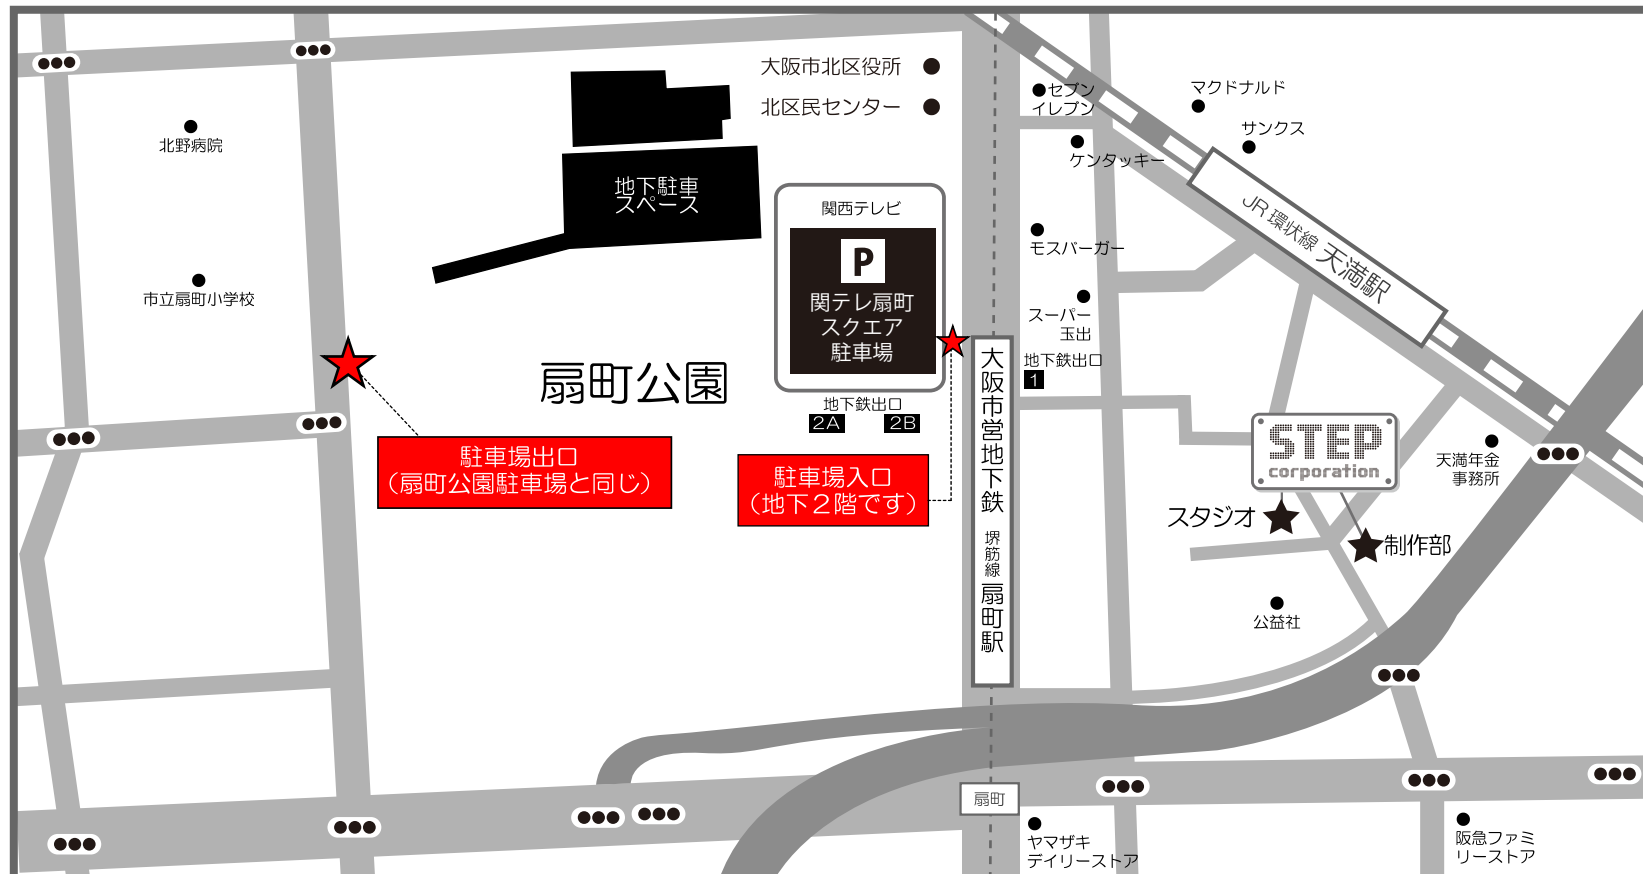 大阪市北区役所
北区民センター
セブン
イレブン
マクドナルド
サンクス
ケンタッキー
北野病院
地下駐車
スペース
関西テレビ
P
関テレ扇町
スクエア
駐車場
モスバーガー
JR 環状線 天満駅
市立扇町小学校
スーパー
玉出
地下鉄出口
1
扇町公園
地下鉄出口
2A 2B
大阪市営地下鉄 堺筋線 扇町駅
駐車場出口
（扇町公園駐車場と同じ）
駐車場入口
（地下２階です）
STEP
corporation
天満年金
事務所
スタジオ
制作部
公益社
扇町
ヤマザキ
デイリーストア
阪急ファミ
リーストア